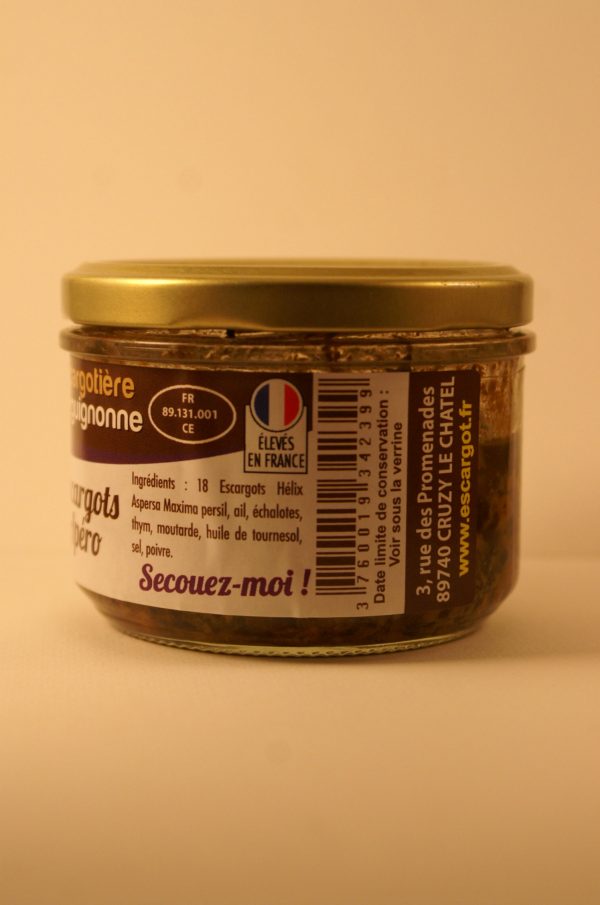 argotière
guignonne
FR
89.131.001
CE
ÉLEVÉS
EN FRANCE
argots
péro
Ingrédients : 18 Escargots Hélix
Aspersa Maxima persil, ail, échalotes,
thym, moutarde, huile de tournesol,
sel, poivre.
Secouez-moi !
3 760019 342399
Date limite de conservation :
Voir sous la verrine
3, rue des Promenades
89740 CRUZY LE CHATEL
www.escargot.fr